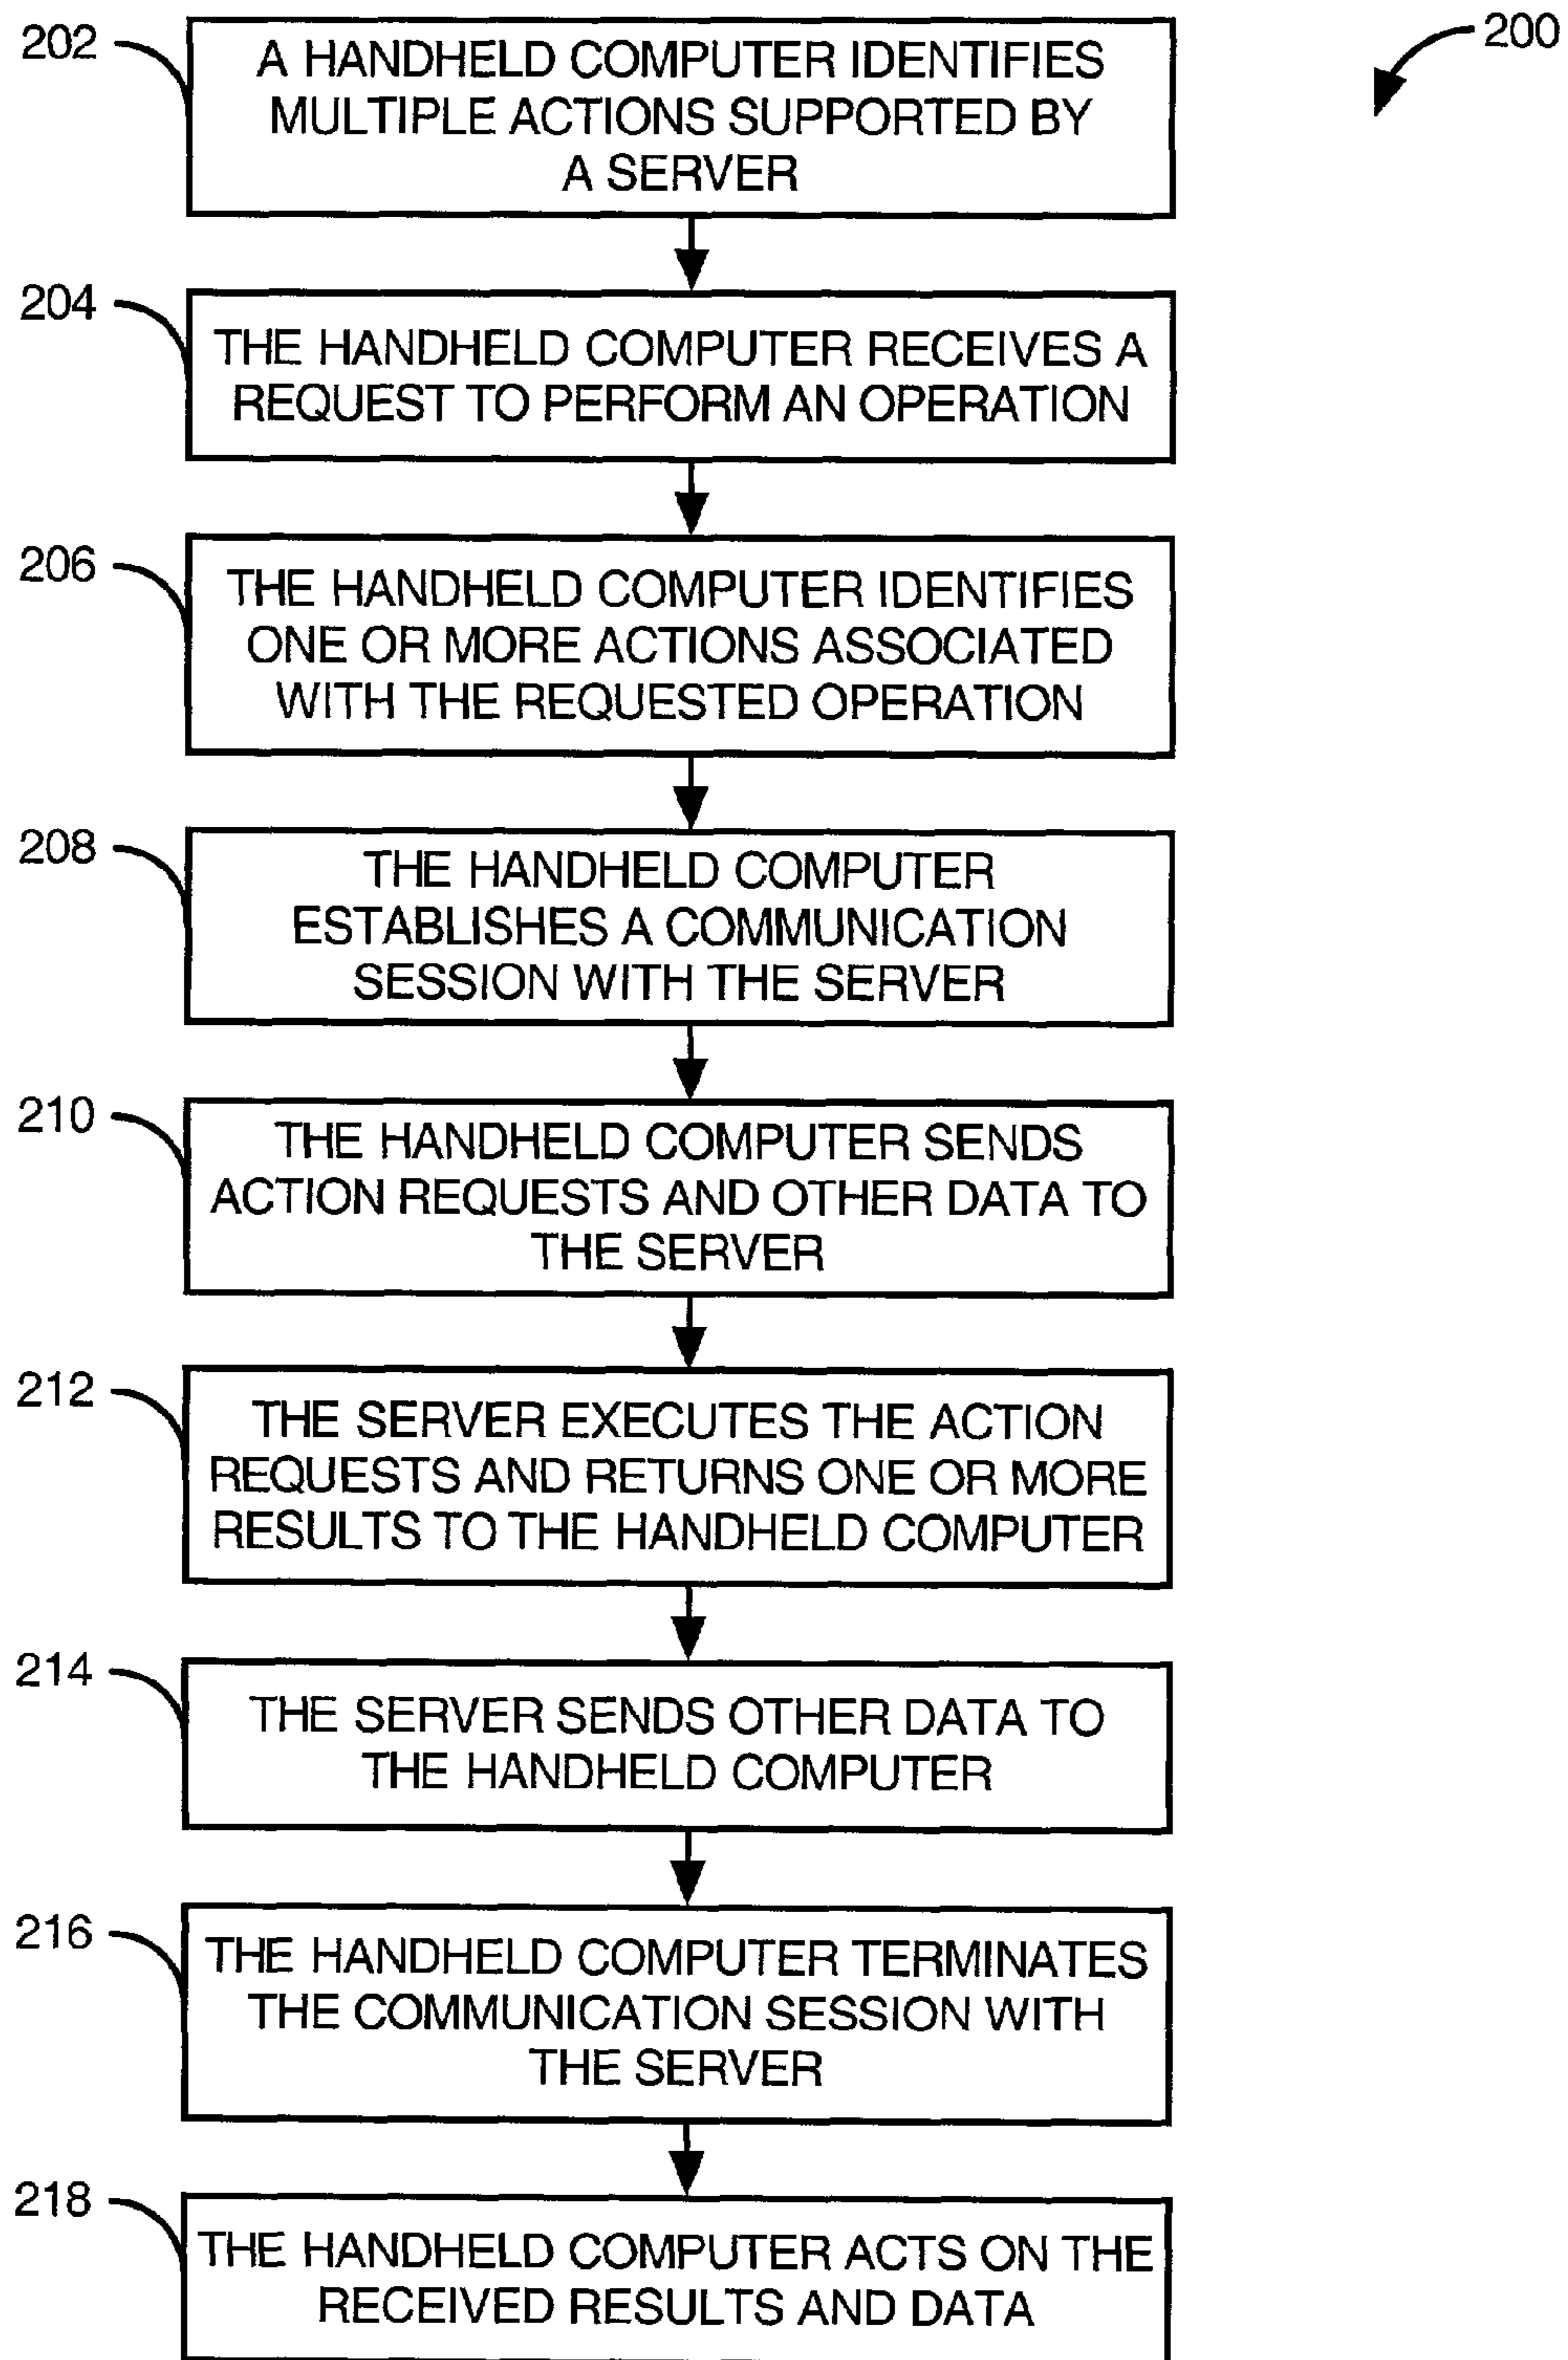 200
202
A HANDHELD COMPUTER IDENTIFIES
MULTIPLE ACTIONS SUPPORTED BY
A SERVER
204
THE HANDHELD COMPUTER RECEIVES A
REQUEST TO PERFORM AN OPERATION
206
THE HANDHELD COMPUTER IDENTIFIES
ONE OR MORE ACTIONS ASSOCIATED
WITH THE REQUESTED OPERATION
208
THE HANDHELD COMPUTER
ESTABLISHES A COMMUNICATION
SESSION WITH THE SERVER
210
THE HANDHELD COMPUTER SENDS
ACTION REQUESTS AND OTHER DATA TO
THE SERVER
212
THE SERVER EXECUTES THE ACTION
REQUESTS AND RETURNS ONE OR MORE
RESULTS TO THE HANDHELD COMPUTER
214
THE SERVER SENDS OTHER DATA TO
THE HANDHELD COMPUTER
216
THE HANDHELD COMPUTER TERMINATES
THE COMMUNICATION SESSION WITH
THE SERVER
218
THE HANDHELD COMPUTER ACTS ON THE
RECEIVED RESULTS AND DATA